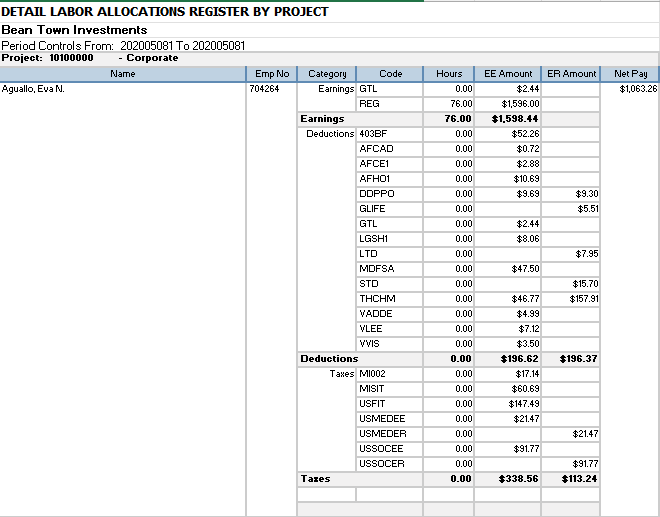 DETAIL LABOR ALLOCATIONS REGISTER BY PROJECT
Bean Town Investments
Period Controls From: 202005081 To 202005081
Project: 10100000 - Corporate
Name Emp No Category Code Hours EE Amount ER Amount Net Pay
Aguallo, Eva N. 704264 Earnings GTL 0.00 $2.44 $1,063.26
REG 76.00 $1,596.00
Earnings 76.00 $1,598.44
Deductions 403BF 0.00 $52.26
AFCAD 0.00 $0.72
AFCE1 0.00 $2.88
AFHO1 0.00 $10.69
DDPPO 0.00 $9.69 $9.30
GLIFE 0.00 $5.51
GTL 0.00 $2.44
LGSH1 0.00 $8.06
LTD 0.00 $7.95
MDFSA 0.00 $47.50
STD 0.00 $15.70
THCHM 0.00 $46.77 $157.91
VADDE 0.00 $4.99
VLEE 0.00 $7.12
VVIS 0.00 $3.50
Deductions 0.00 $196.62 $196.37
Taxes MI002 0.00 $17.14
MISIT 0.00 $60.69
USFIT 0.00 $147.49
USMEDEE 0.00 $21.47
USMEDER 0.00 $21.47
USSOCEE 0.00 $91.77
USSOCER 0.00 $91.77
Taxes 0.00 $338.56 $113.24